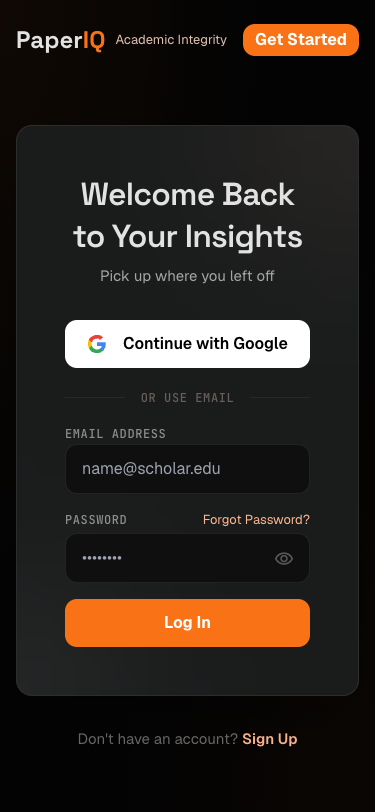 PaperIQ Academic Integrity Get Started
Welcome Back
to Your Insights
Pick up where you left off
Continue with Google
OR USE EMAIL
EMAIL ADDRESS
name@scholar.edu
PASSWORD Forgot Password?
••••••••
Log In
Don't have an account? Sign Up